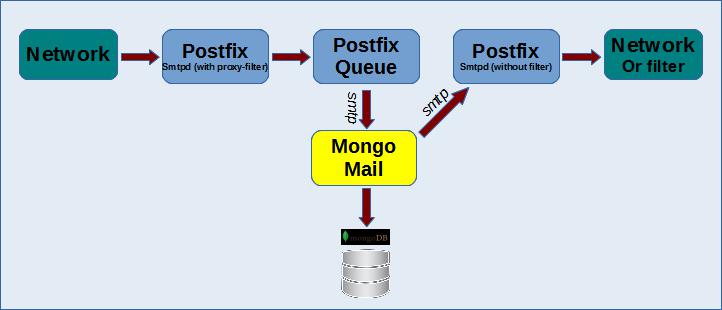 Network
Postfix
Smtpd (with proxy-filter)
Postfix
Queue
Postfix
Smtpd (without filter)
Network
Or filter
smtp
smtp
Mongo
Mail
mongoDB